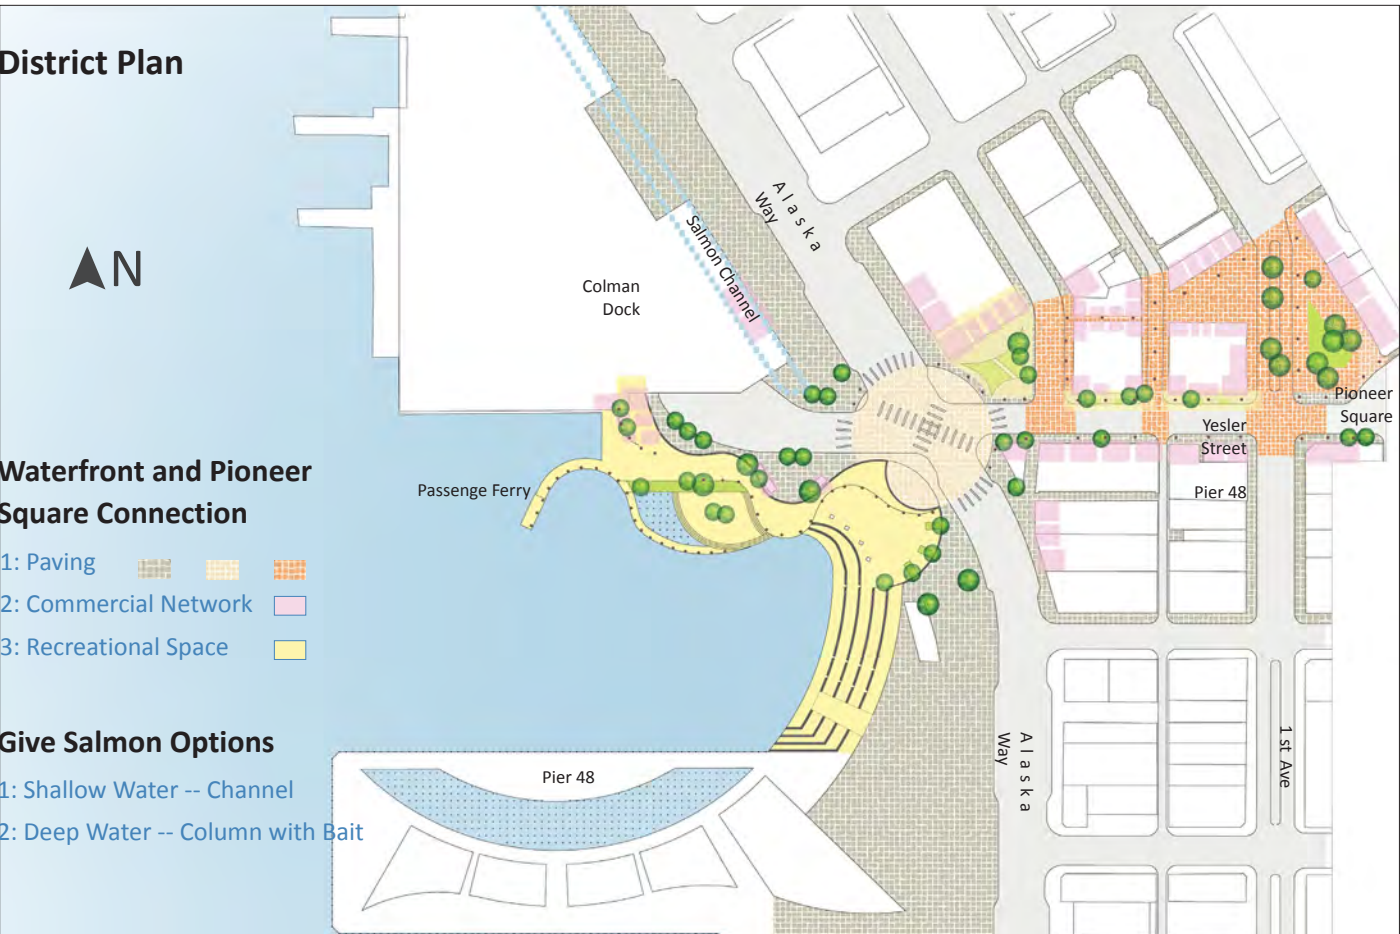 District Plan
N
Alaska
Way
Salmon Channel
Colman
Dock
Pioneer
Square
Yesler
Street
Waterfront and Pioneer
Square Connection
Passenge Ferry
Pier 48
1: Paving
2: Commercial Network
3: Recreational Space
Give Salmon Options
1: Shallow Water -- Channel
2: Deep Water -- Column with Bait
Pier 48
Alaska
Way
1 st Ave